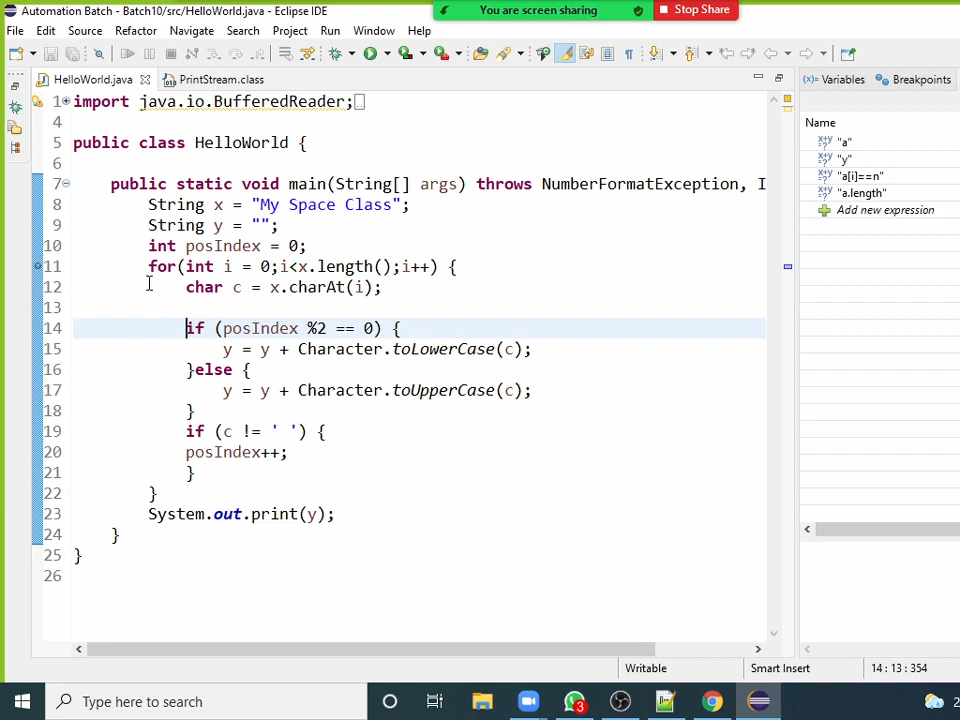 Automation Batch - Batch10/src/HelloWorld.java - Eclipse IDE
You are screen sharing
Stop Share
File Edit Source Refactor Navigate Search Project Run Window Help
HelloWorld.java PrintStream.class
(x)= Variables Breakpoints
1 import java.io.BufferedReader;
4
5 public class HelloWorld {
6
7 public static void main(String[] args) throws NumberFormatException, I
8 String x = "My Space Class";
9 String y = "";
10 int posIndex = 0;
11 for(int i = 0;i<x.length();i++) {
12 char c = x.charAt(i);
13
14 if (posIndex %2 == 0) {
15 y = y + Character.toLowerCase(c);
16 }else {
17 y = y + Character.toUpperCase(c);
18 }
19 if (c != ' ') {
20 posIndex++;
21 }
22 }
23 System.out.print(y);
24 }
25 }
26
Name
"a"
"y"
"a[i]==n"
"a.length"
Add new expression
Writable Smart Insert 14 : 13 : 354
Type here to search
3
2